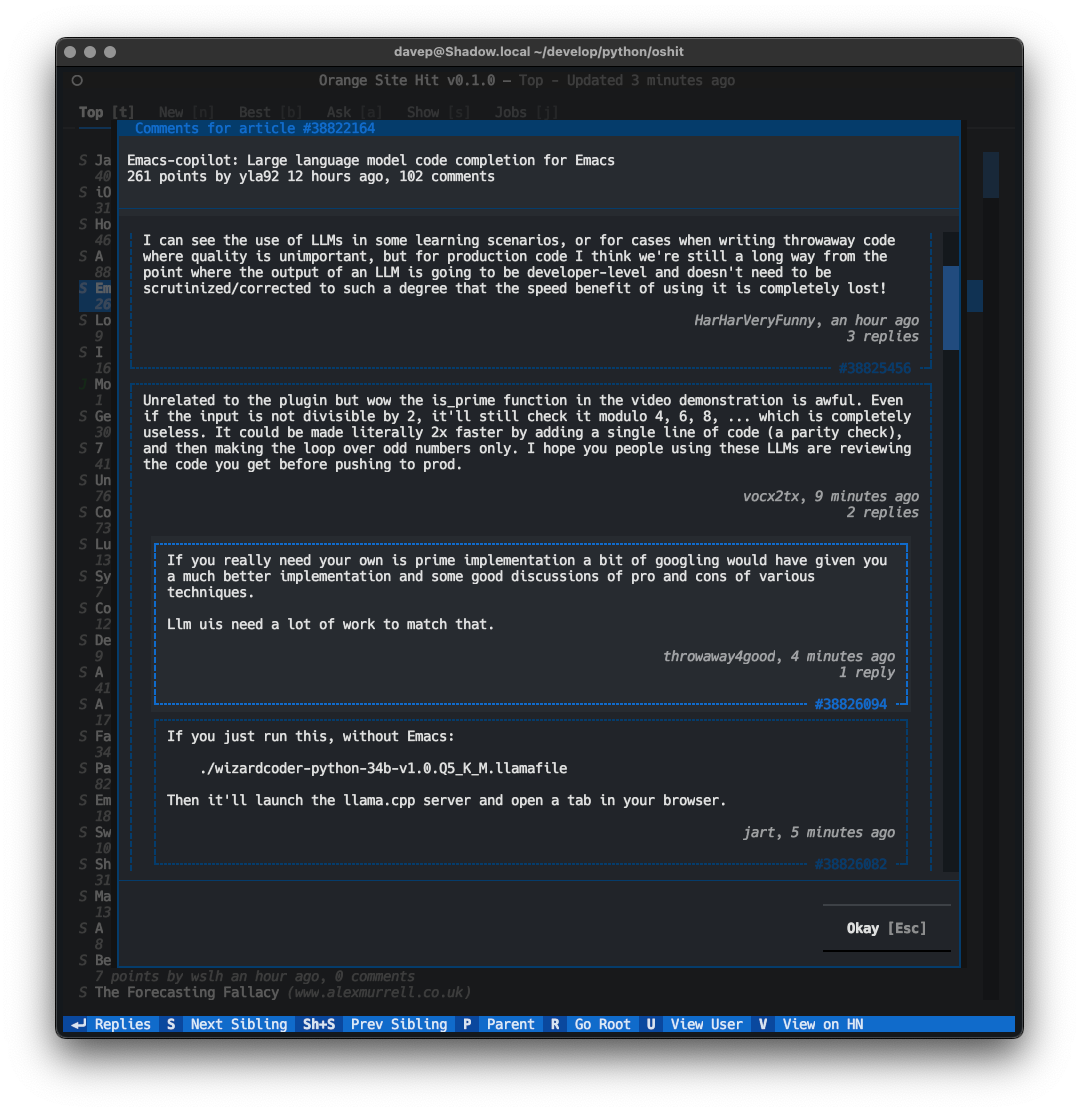 davep@Shadow.local ~/develop/python/oshit
Orange Site Hit v0.1.0 — Top - Updated 3 minutes ago
Top [t] New [n] Best [b] Ask [a] Show [s] Jobs [j]
Comments for article #38822164
Emacs-copilot: Large language model code completion for Emacs
261 points by yla92 12 hours ago, 102 comments
S Ja
40
S iO
31
S Ho
46
S A
88
S Em
26
S Lo
9
S I
16
Mo
1
S Ge
30
S 7
41
S Un
76
S Co
73
S Lu
13
S Sy
7
S Co
12
S De
9
S A
41
S A
17
S Fa
34
S Pa
82
S Em
18
S Sw
10
S Sh
31
S Ma
13
S A
8
S Be
I can see the use of LLMs in some learning scenarios, or for cases when writing throwaway code
where quality is unimportant, but for production code I think we're still a long way from the
point where the output of an LLM is going to be developer-level and doesn't need to be
scrutinized/corrected to such a degree that the speed benefit of using it is completely lost!
HarHarVeryFunny, an hour ago
3 replies
#38825456
Unrelated to the plugin but wow the is_prime function in the video demonstration is awful. Even
if the input is not divisible by 2, it'll still check it modulo 4, 6, 8, ... which is completely
useless. It could be made literally 2x faster by adding a single line of code (a parity check),
and then making the loop over odd numbers only. I hope you people using these LLMs are reviewing
the code you get before pushing to prod.
vocx2tx, 9 minutes ago
2 replies
If you really need your own is prime implementation a bit of googling would have given you
a much better implementation and some good discussions of pro and cons of various
techniques.
Llm uis need a lot of work to match that.
throwaway4good, 4 minutes ago
1 reply
#38826094
If you just run this, without Emacs:
./wizardcoder-python-34b-v1.0.Q5_K_M.llamafile
Then it'll launch the llama.cpp server and open a tab in your browser.
jart, 5 minutes ago
#38826082
Okay [Esc]
7 points by wslh an hour ago, 0 comments
S The Forecasting Fallacy (www.alexmurrell.co.uk)
⏎ Replies S Next Sibling Sh+S Prev Sibling P Parent R Go Root U View User V View on HN